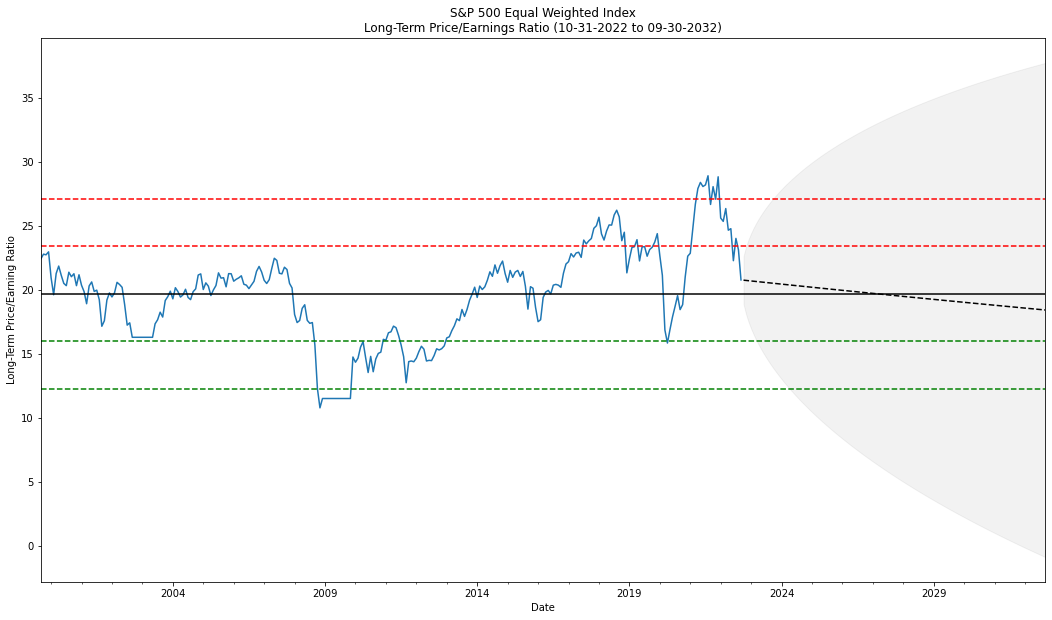 S&P 500 Equal Weighted Index
Long-Term Price/Earnings Ratio (10-31-2022 to 09-30-2032)
Long-Term Price/Earning Ratio
35
30
25
20
15
10
5
0
2004 2009 2014 2019 2024 2029
Date